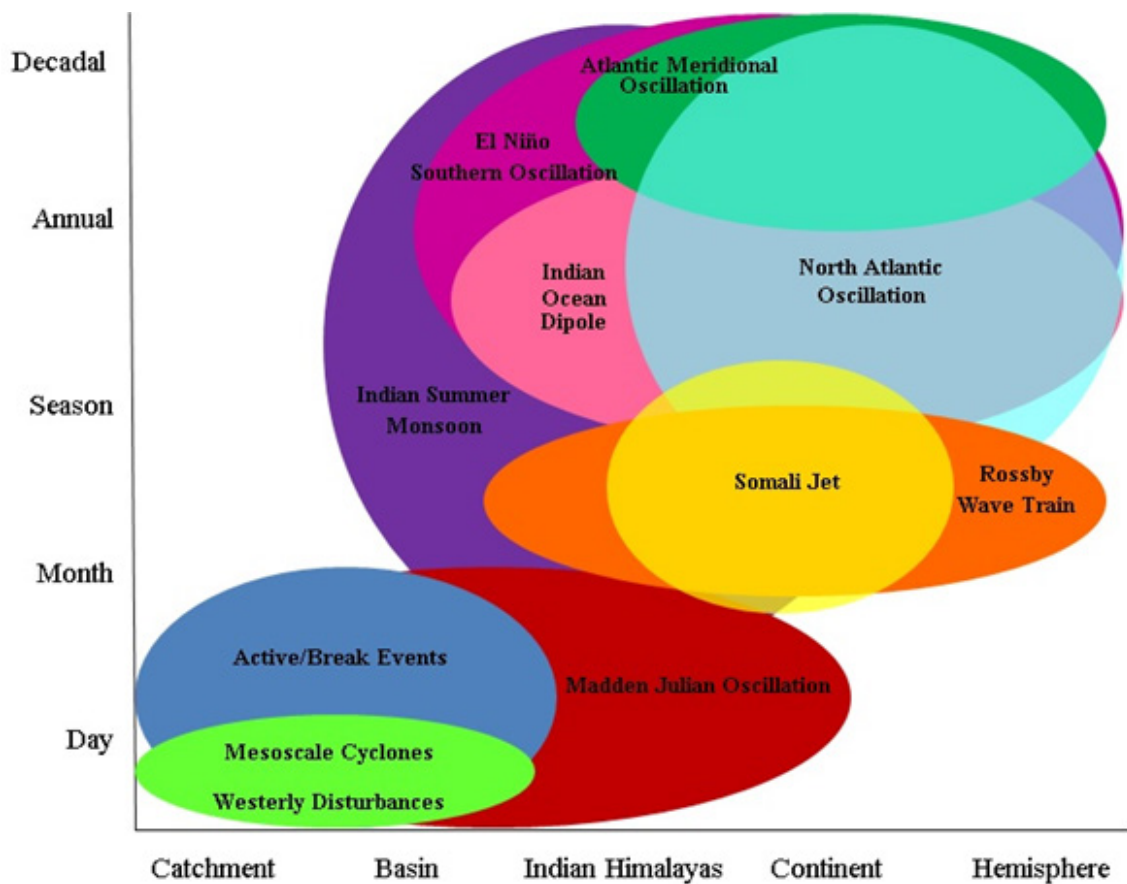 Decadal
Annual
Season
Month
Day
Atlantic Meridional
Oscillation
El Niño
Southern Oscillation
Indian
Ocean
Dipole
North Atlantic
Oscillation
Indian Summer
Monsoon
Somali Jet
Rossby
Wave Train
Active/Break Events
Madden Julian Oscillation
Mesoscale Cyclones
Westerly Disturbances
Catchment
Basin
Indian Himalayas
Continent
Hemisphere